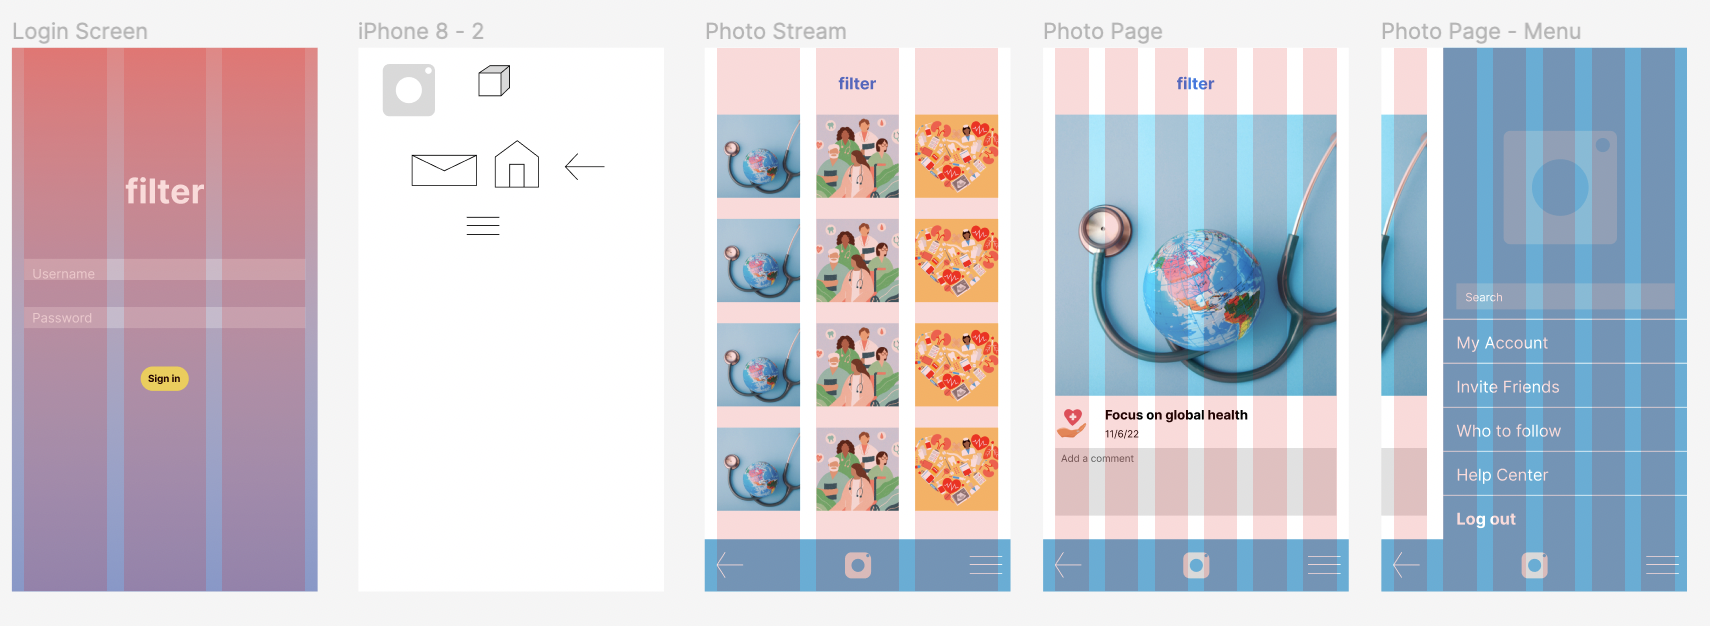 Login Screen
filter
Username
Password
Sign in
iPhone 8 - 2
Photo Stream
filter
Photo Page
filter
Focus on global health
11/6/22
Add a comment
Photo Page - Menu
Search
My Account
Invite Friends
Who to follow
Help Center
Log out